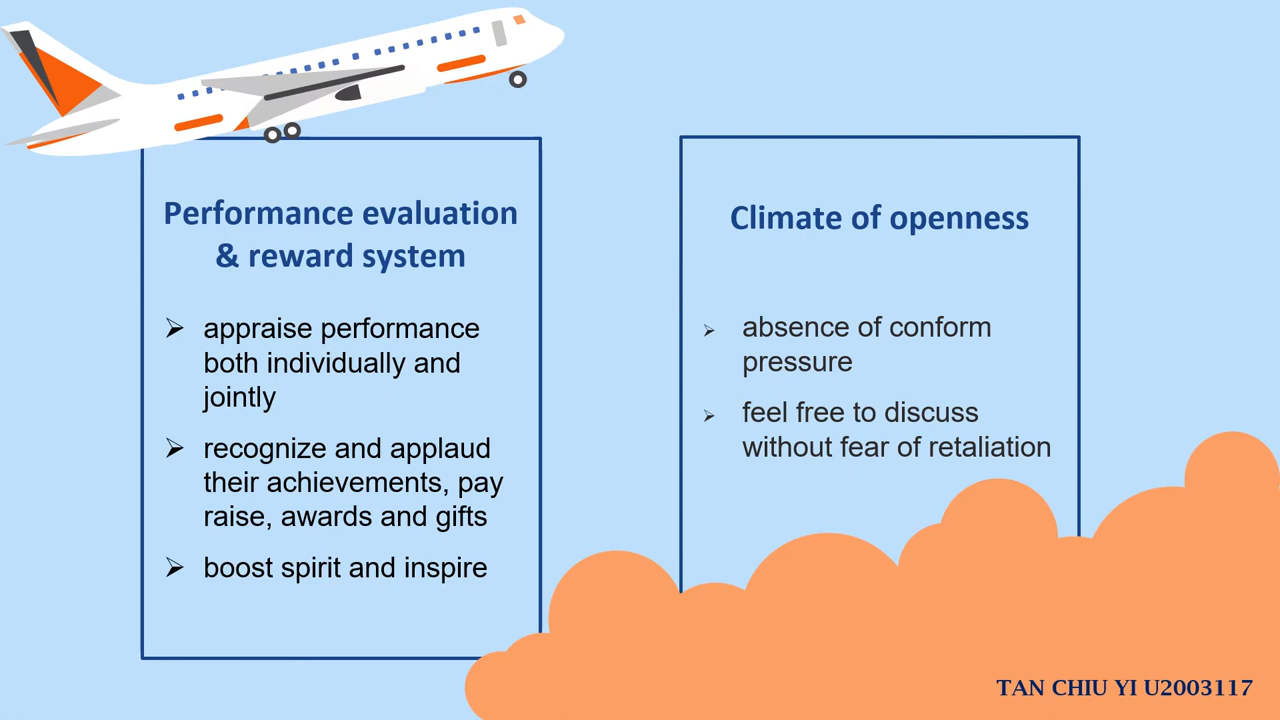 Performance evaluation
& reward system
➢ appraise performance
both individually and
jointly
➢ recognize and applaud
their achievements, pay
raise, awards and gifts
➢ boost spirit and inspire
Climate of openness
➢ absence of conform
pressure
➢ feel free to discuss
without fear of retaliation
TAN CHIU YI U2003117